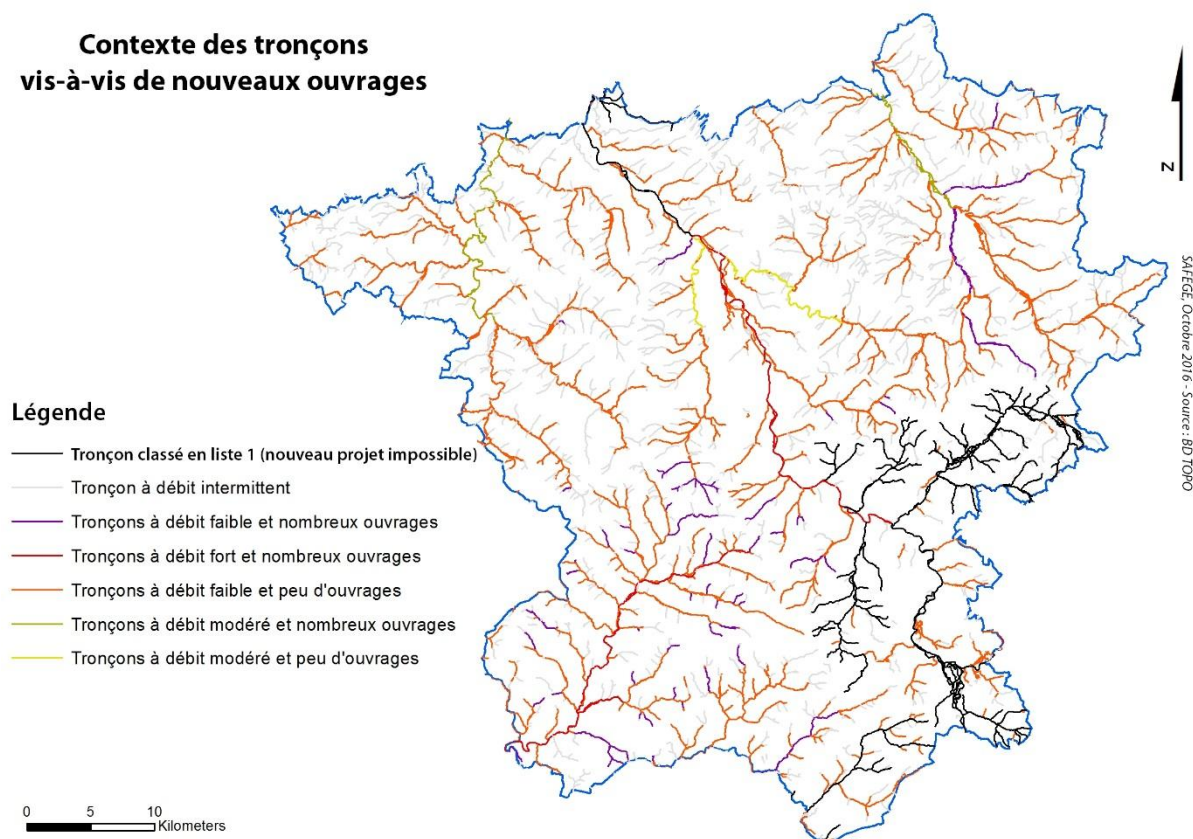 Contexte des tronçons
vis-à-vis de nouveaux ouvrages
N
SAFEGE, Octobre 2016 - Source : BD TOPO
Légende
Tronçon classé en liste 1 (nouveau projet impossible)
Tronçon à débit intermittent
Tronçons à débit faible et nombreux ouvrages
Tronçons à débit fort et nombreux ouvrages
Tronçons à débit faible et peu d'ouvrages
Tronçons à débit modéré et nombreux ouvrages
Tronçons à débit modéré et peu d'ouvrages
0 5 10
Kilometers